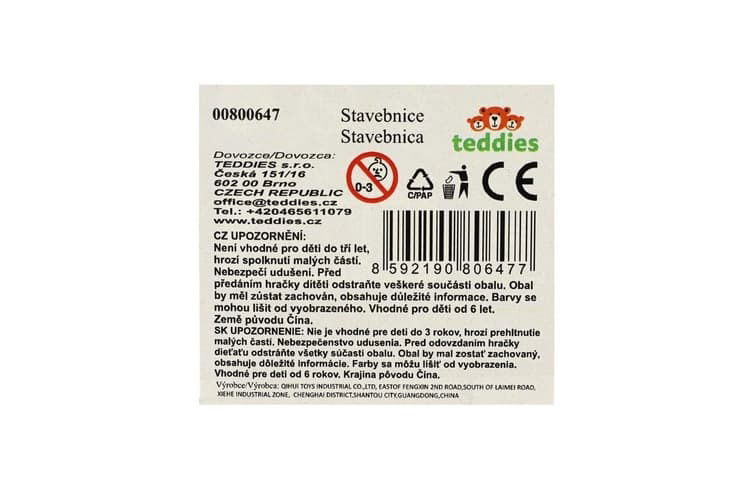 00800647
Stavebnice
Stavebnica
teddies
Dovozce/Dovozca:
TEDDIES s.r.o.
Česká 151/16
602 00 Brno
CZECH REPUBLIC
office@teddies.cz
Tel.: +420465611079
www.teddies.cz
0-3
C/PAP
CE
8 592190 806477
CZ UPOZORNĚNÍ:
Není vhodné pro děti do tří let,
hrozí spolknutí malých částí.
Nebezpečí udušení. Před
předáním hračky dítěti odstraňte veškeré součásti obalu. Obal
by měl zůstat zachován, obsahuje důležité informace. Barvy se
mohou lišit od vyobrazeného. Vhodné pro děti od 6 let.
Země původu Čína.
SK UPOZORNENIE: Nie je vhodné pre deti do 3 rokov, hrozí prehltnutie
malých častí. Nebezpečenstvo udusenia. Pred odovzdaním hračky
dieťaťu odstráňte všetky súčasti obalu. Obal by mal zostať zachovaný,
obsahuje dôležité informácie. Farby sa môžu líšiť od vyobrazenia.
Vhodné pre deti od 6 rokov. Krajina pôvodu Čína.
Výrobce/Výrobca: QIHUI TOYS INDUSTRIAL CO.,LTD, EASTOF FENGXIN 2ND ROAD,SOUTH OF LAIMEI ROAD,
XIEHE INDUSTRIAL ZONE, CHENGHAI DISTRICT,SHANTOU CITY,GUANGDONG,CHINA